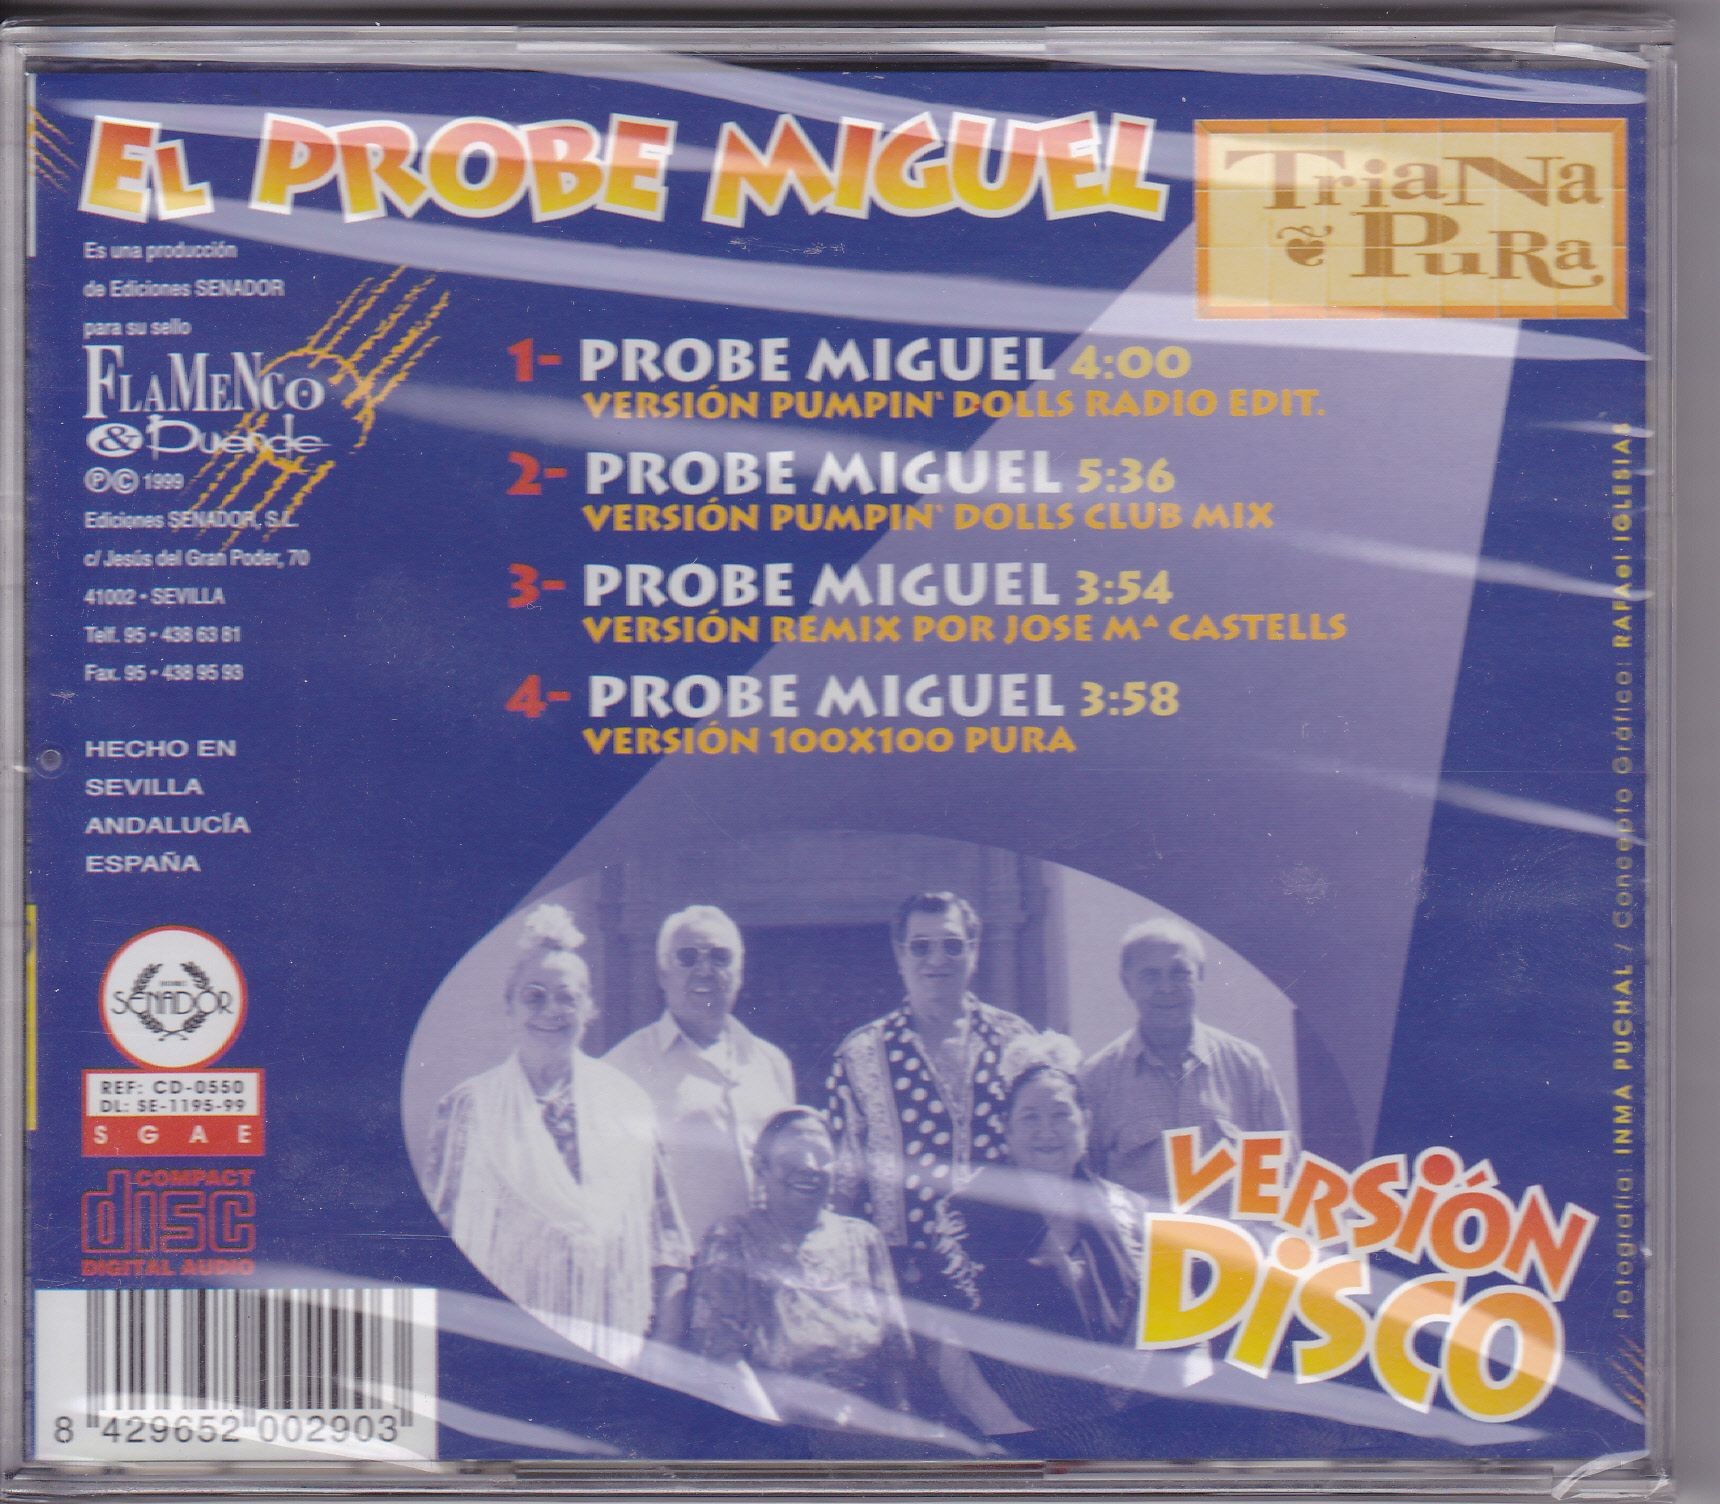 EL PROBE MIGUEL
TriaNa
PuRa
Es una producción
de Ediciones SENADOR
para su sello
FLAMENCO
& Duende
℗© 1999
Ediciones SENADOR, S.L.
c/ Jesús del Gran Poder, 70
41002 - SEVILLA
Telf. 95 - 438 63 81
Fax. 95 - 438 95 93
HECHO EN
SEVILLA
ANDALUCÍA
ESPAÑA
1- PROBE MIGUEL 4:00
VERSIÓN PUMPIN' DOLLS RADIO EDIT.
2- PROBE MIGUEL 5:36
VERSIÓN PUMPIN' DOLLS CLUB MIX
3- PROBE MIGUEL 3:54
VERSIÓN REMIX POR JOSE Mª CASTELLS
4- PROBE MIGUEL 3:58
VERSIÓN 100X100 PURA
SENADOR
REF: CD-0550
DL: SE-1195-99
S G A E
COMPACT
disc
DIGITAL AUDIO
8 429652 002903
VERSIÓN
DISCO
Fotografía: INMA PUCHAL / Concepto Gráfico: RAFAel IGLESIAS